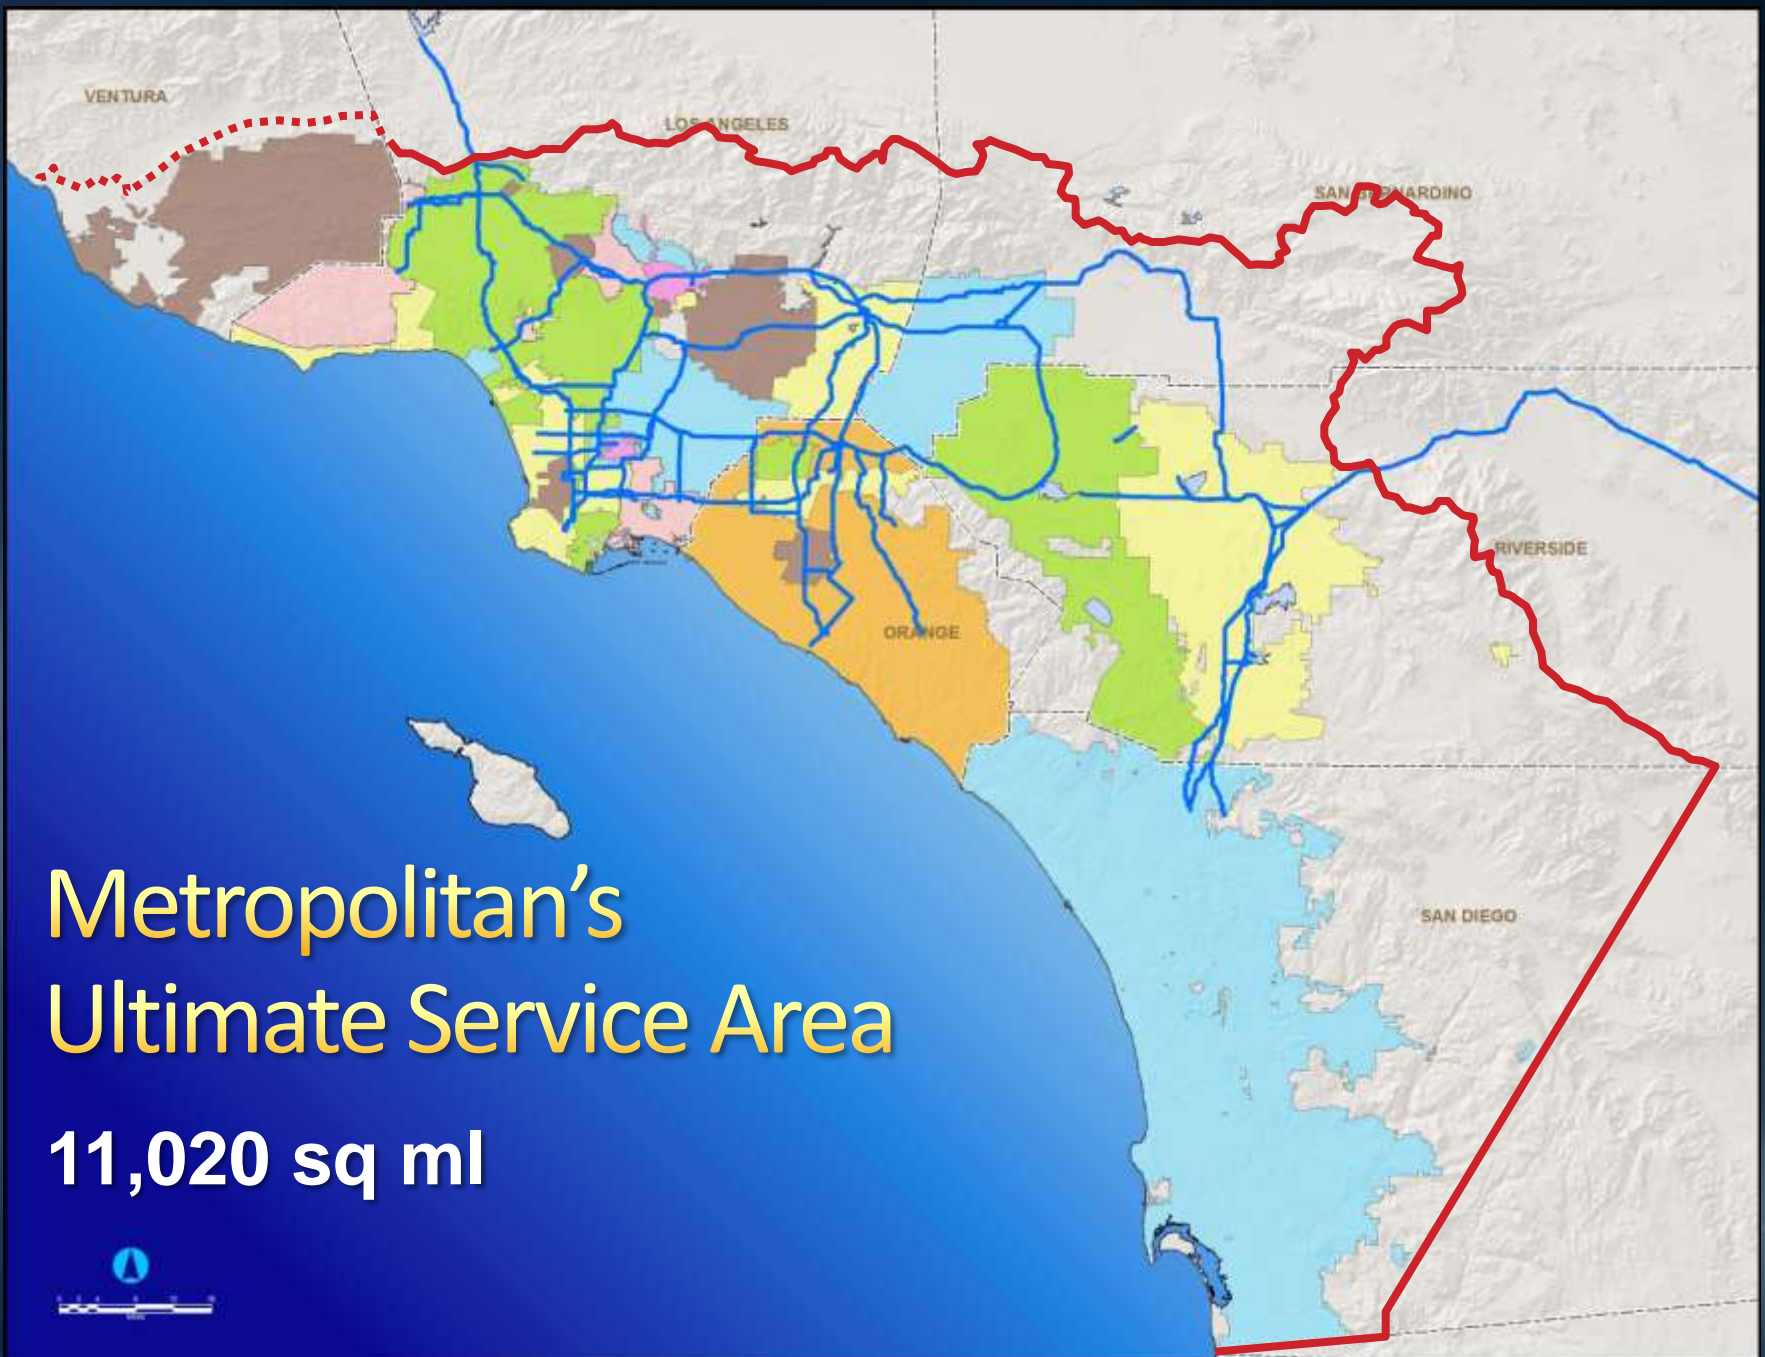 VENTURA
LOS ANGELES
SAN BERNARDINO
RIVERSIDE
ORANGE
SAN DIEGO
Metropolitan's
Ultimate Service Area
11,020 sq ml